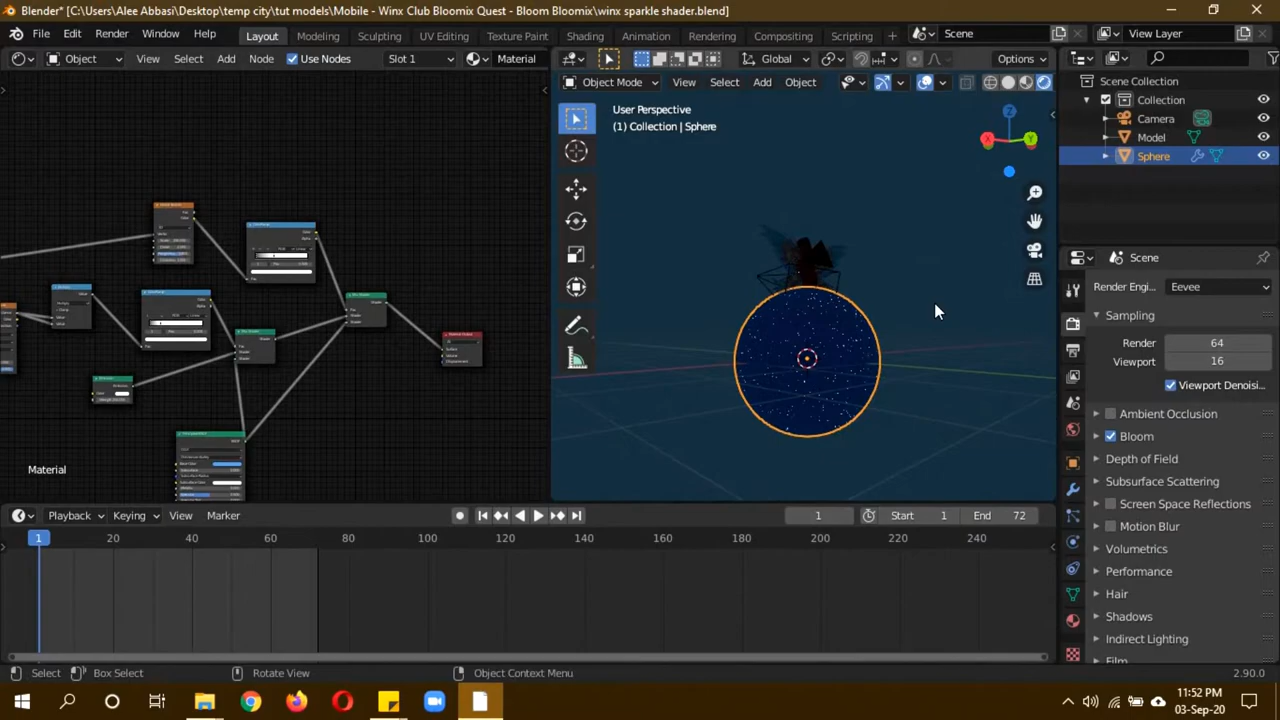 Blender* [C:\Users\Alee Abbasi\Desktop\temp city\tut models\Mobile - Winx Club Bloomix Quest - Bloom Bloomix\winx sparkle shader.blend]
File Edit Render Window Help Layout Modeling Sculpting UV Editing Texture Paint Shading Animation Rendering Compositing Scripting Scene View Layer
Object View Select Add Node Use Nodes Slot 1 Material Global Options
Object Mode View Select Add Object
User Perspective
(1) Collection | Sphere
Z
X
Y
Scene Collection
Collection
Camera
Model
Sphere
Scene
Render Engi... Eevee
Sampling
Render 64
Viewport 16
Viewport Denoisi...
Ambient Occlusion
Bloom
Depth of Field
Subsurface Scattering
Screen Space Reflections
Motion Blur
Volumetrics
Performance
Hair
Shadows
Indirect Lighting
Film
Material
Playback Keying View Marker 1 Start 1 End 72
1 20 40 60 80 100 120 140 160 180 200 220 240
Select Box Select Rotate View Object Context Menu 2.90.0
11:52 PM
03-Sep-20